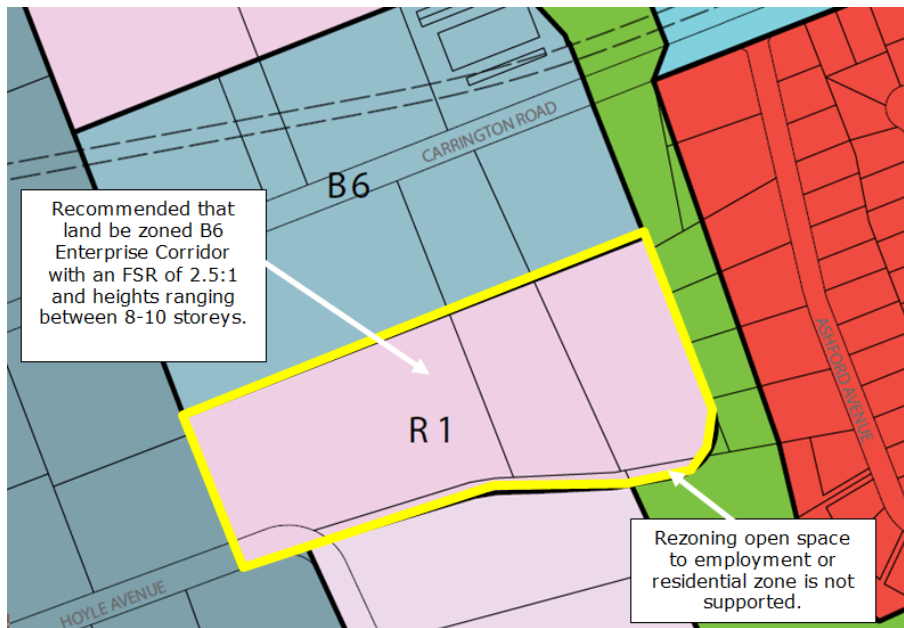 CARRINGTON ROAD
B6
Recommended that
land be zoned B6
Enterprise Corridor
with an FSR of 2.5:1
and heights ranging
between 8-10 storeys.
ASHFORD AVENUE
R1
Rezoning open space
to employment or
residential zone is not
supported.
HOYLE AVENUE